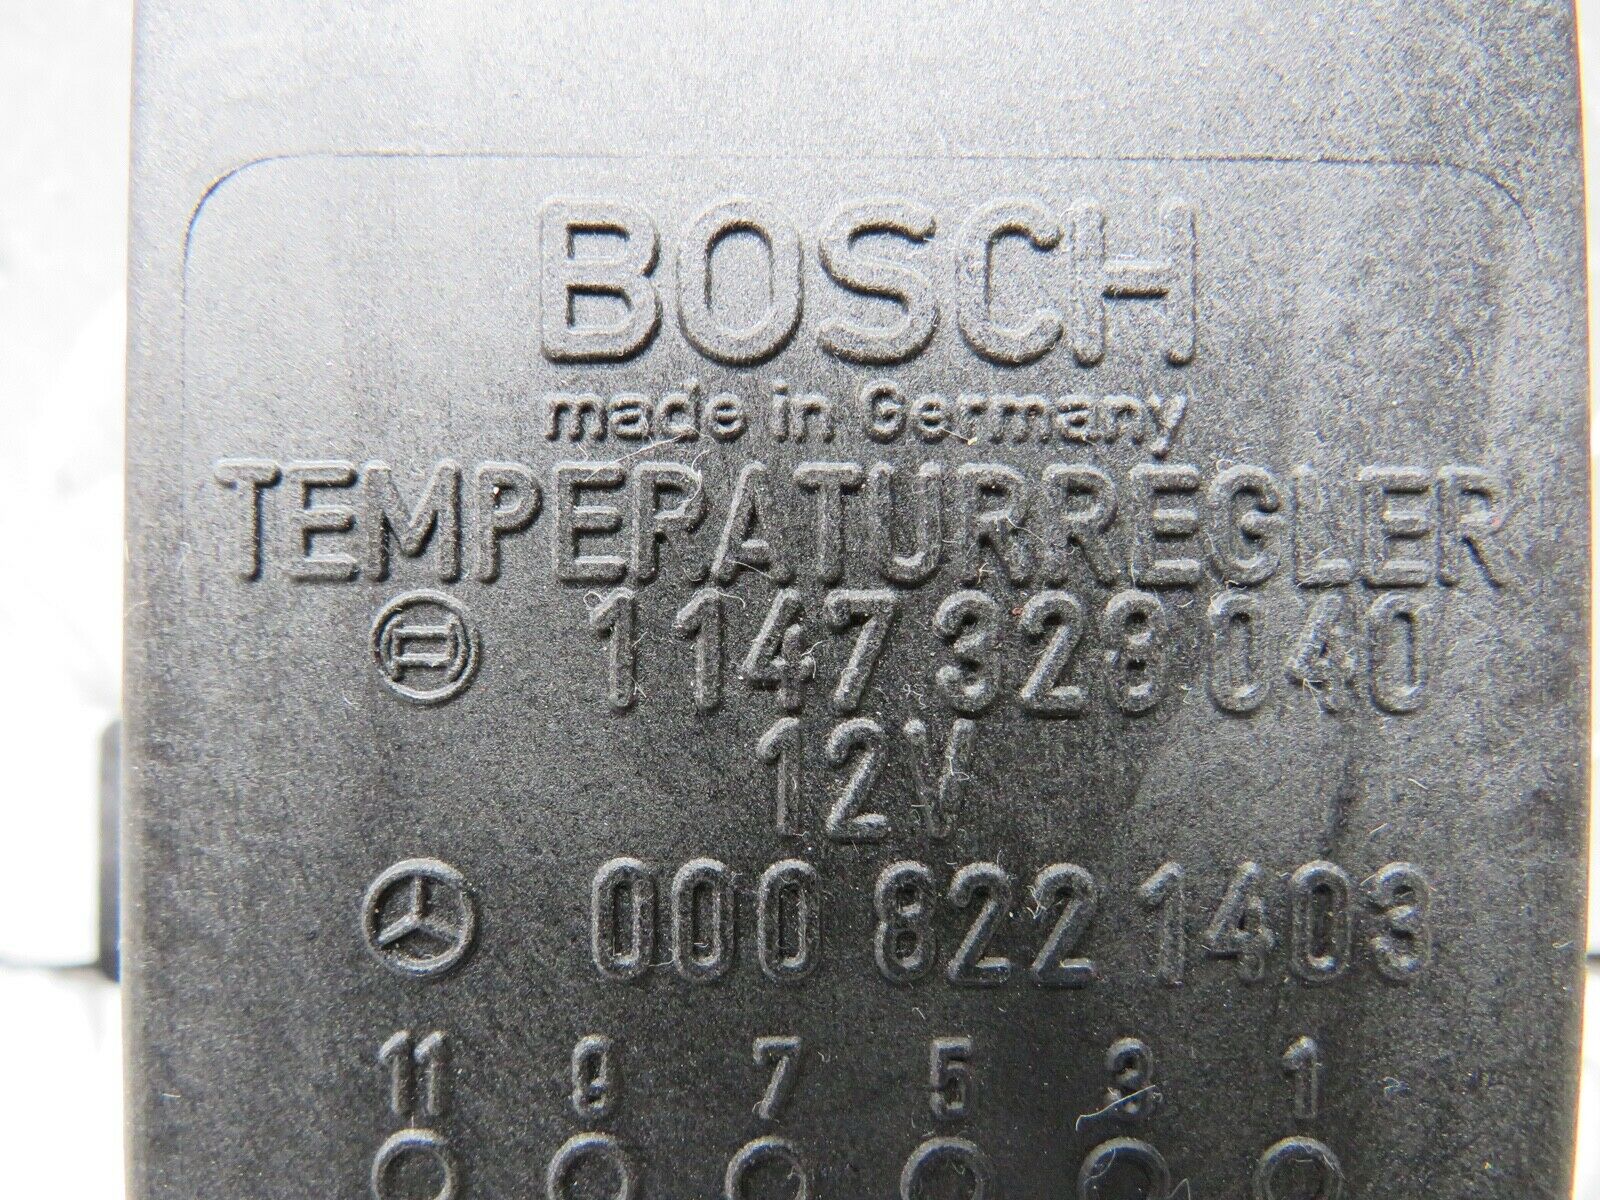 BOSCH
made in Germany
TEMPERATURREGLER
1 147 328 040
12V
000 822 1403
11 9 7 5 3 1